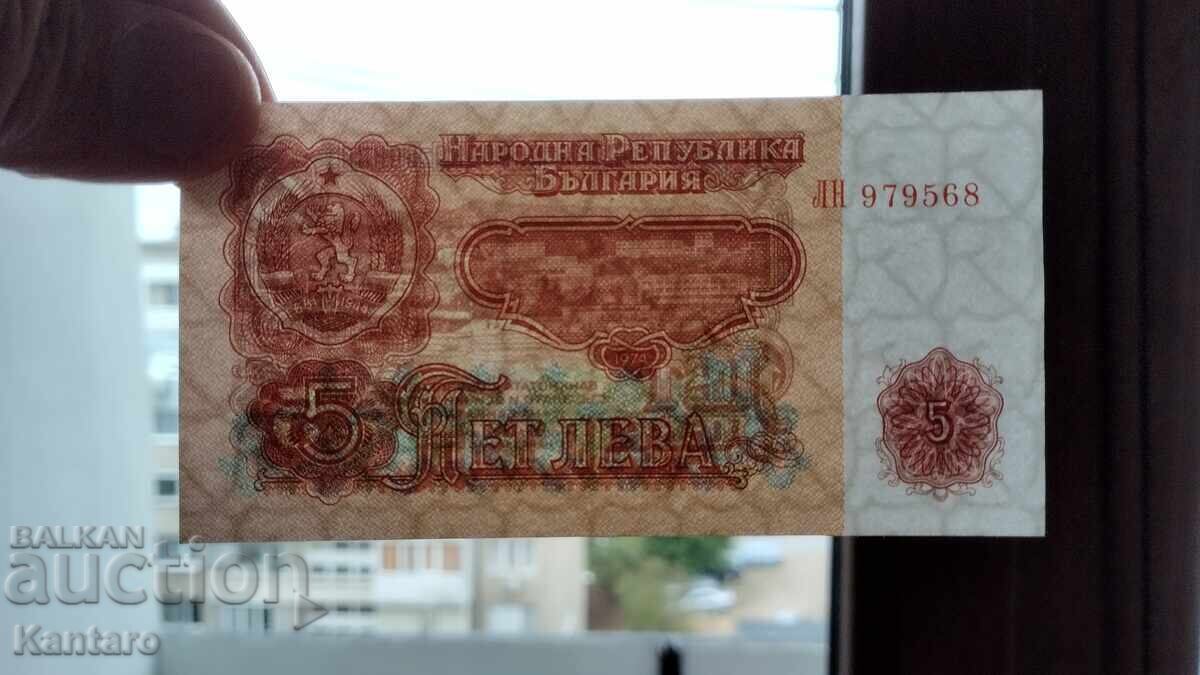 НАРОДНА РЕПУБЛИКА
БЪЛГАРИЯ
ЛН 979568
1974
5
ПЕТ ЛЕВА
5
BALKAN
auction
Kantaro